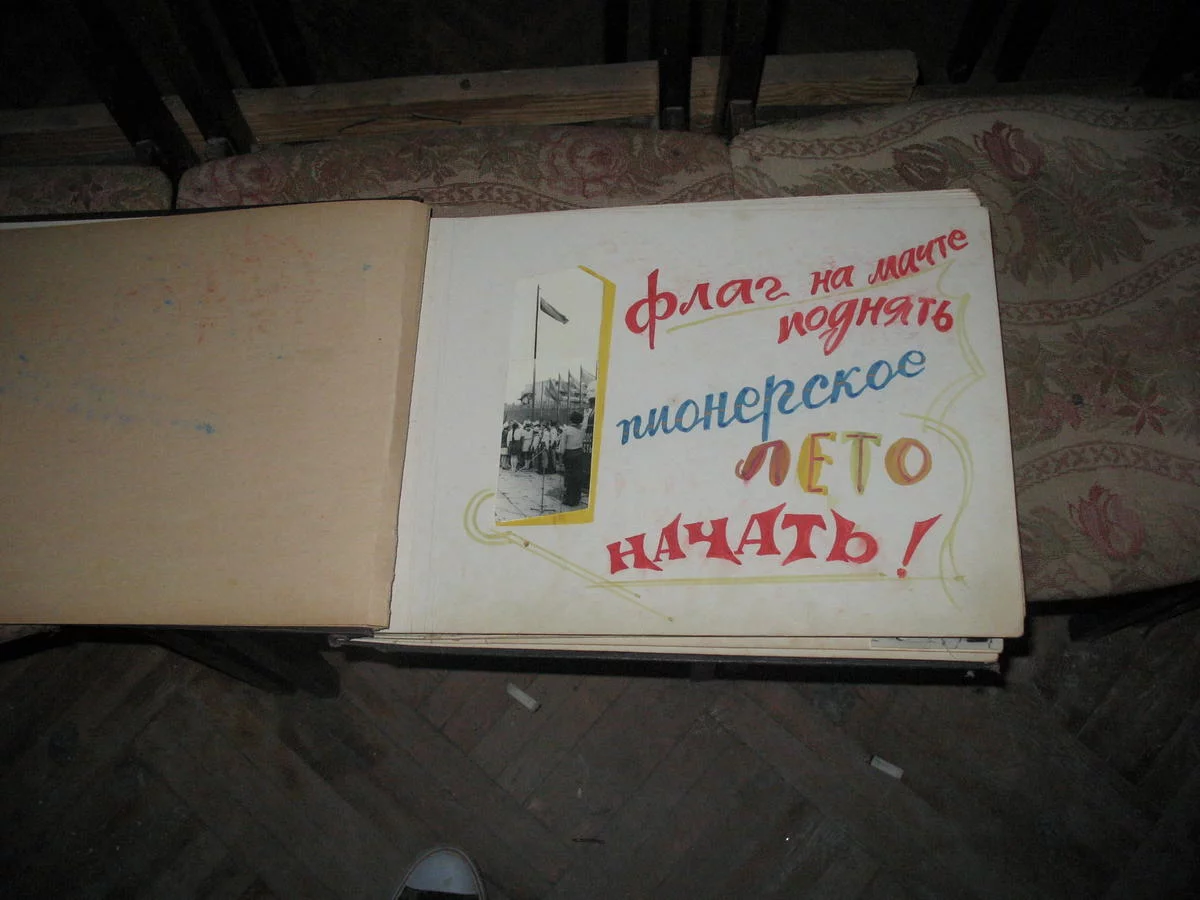 флаг на мачте
поднять
пионерское
ЛЕТО
НАЧАТЬ!